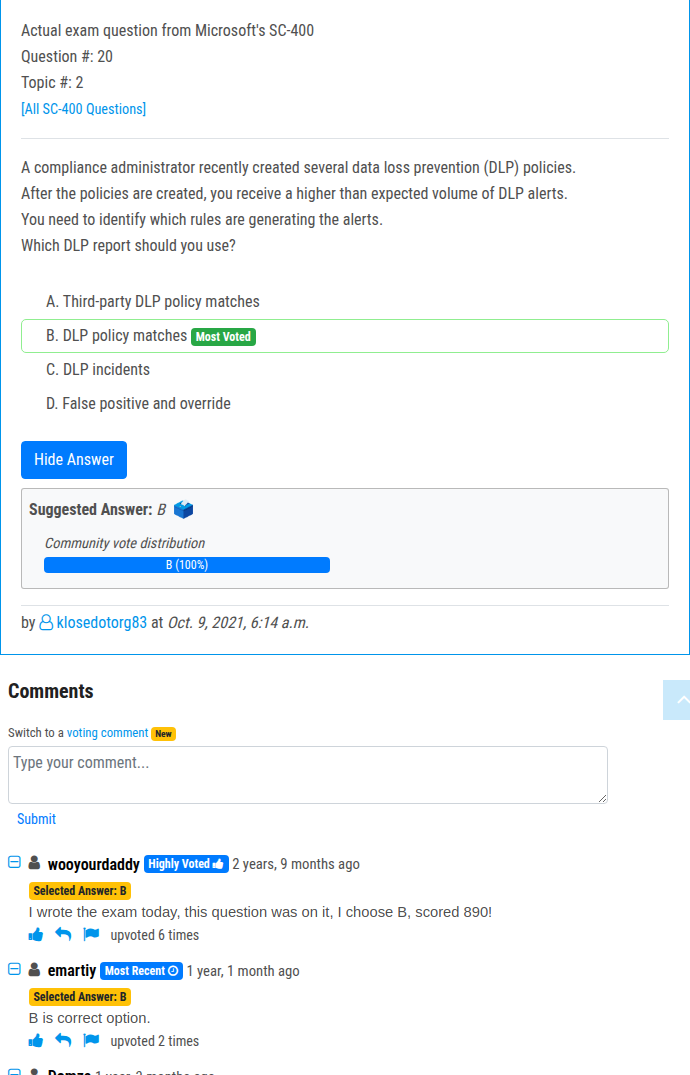 Actual exam question from Microsoft's SC-400
Question #: 20
Topic #: 2
[All SC-400 Questions]
A compliance administrator recently created several data loss prevention (DLP) policies.
After the policies are created, you receive a higher than expected volume of DLP alerts.
You need to identify which rules are generating the alerts.
Which DLP report should you use?
A. Third-party DLP policy matches
B. DLP policy matches Most Voted
C. DLP incidents
D. False positive and override
Hide Answer
Suggested Answer: B
Community vote distribution
B (100%)
by klosedotorg83 at Oct. 9, 2021, 6:14 a.m.
Comments
Switch to a voting comment New
Type your comment...
Submit
wooyourdaddy Highly Voted 2 years, 9 months ago
Selected Answer: B
I wrote the exam today, this question was on it, I choose B, scored 890!
upvoted 6 times
emartiy Most Recent 1 year, 1 month ago
Selected Answer: B
B is correct option.
upvoted 2 times